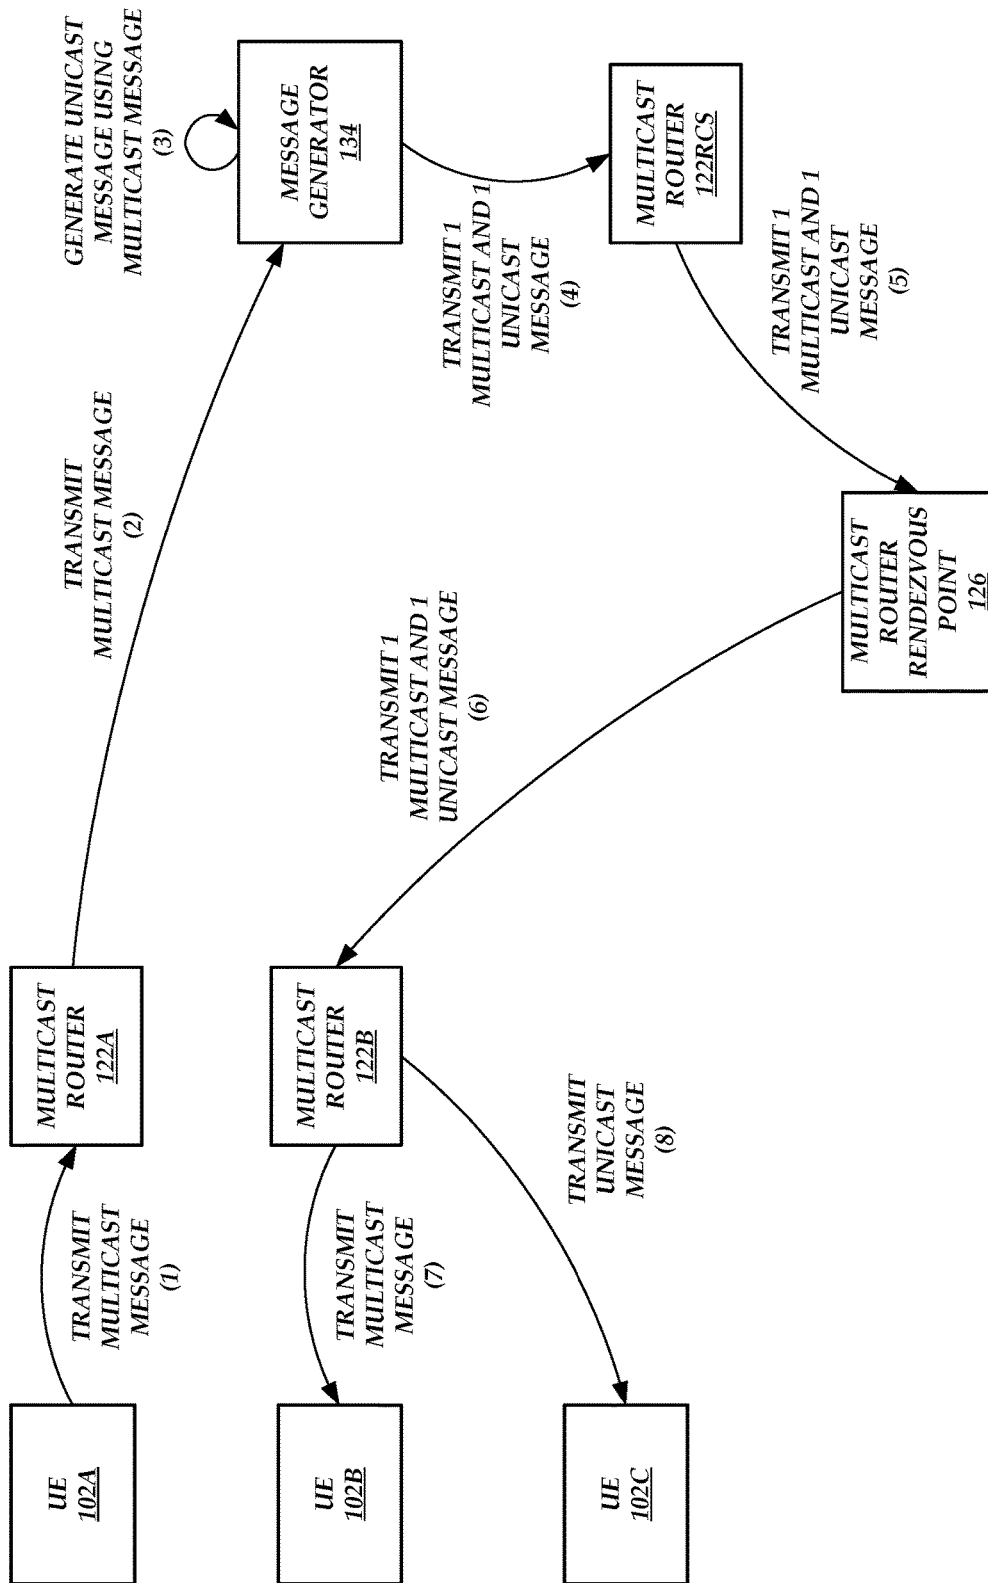 UE
102A
TRANSMIT
MULTICAST
MESSAGE
(1)
MULTICAST
ROUTER
122A
TRANSMIT
MULTICAST MESSAGE
(2)
GENERATE UNICAST
MESSAGE USING
MULTICAST MESSAGE
(3)
MESSAGE
GENERATOR
134
TRANSMIT 1
MULTICAST AND 1
UNICAST
MESSAGE
(4)
MULTICAST
ROUTER
122RCS
TRANSMIT 1
MULTICAST AND 1
UNICAST
MESSAGE
(5)
MULTICAST
ROUTER
RENDEZVOUS
POINT
126
TRANSMIT 1
MULTICAST AND 1
UNICAST MESSAGE
(6)
MULTICAST
ROUTER
122B
TRANSMIT
MULTICAST
MESSAGE
(7)
UE
102B
TRANSMIT
UNICAST
MESSAGE
(8)
UE
102C